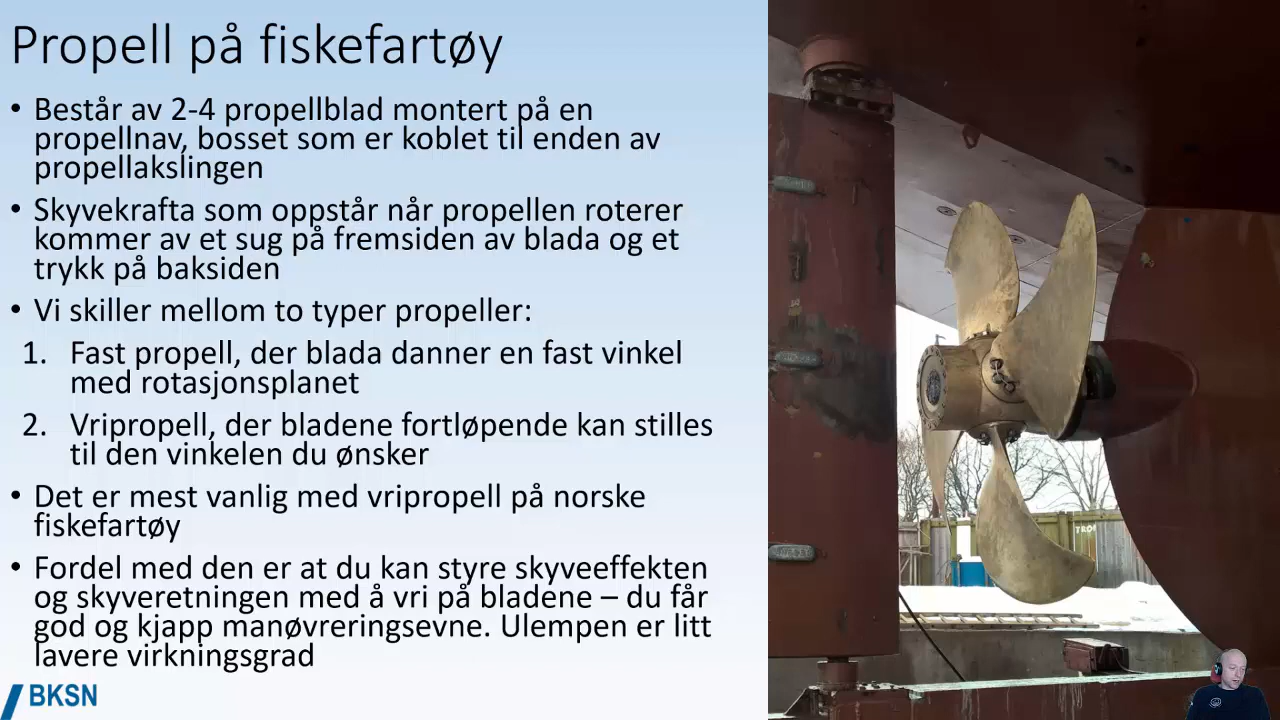 Propell på fiskefartøy
• Består av 2-4 propellblad montert på en
propellnav, bosset som er koblet til enden av
propellakslingen
• Skyvekrafta som oppstår når propellen roterer
kommer av et sug på fremsiden av blada og et
trykk på baksiden
• Vi skiller mellom to typer propeller:
1. Fast propell, der blada danner en fast vinkel
med rotasjonsplanet
2. Vripropell, der bladene fortløpende kan stilles
til den vinkelen du ønsker
• Det er mest vanlig med vripropell på norske
fiskefartøy
• Fordel med den er at du kan styre skyveeffekten
og skyveretningen med å vri på bladene – du får
god og kjapp manøvreringsevne. Ulempen er litt
lavere virkningsgrad
BKSN